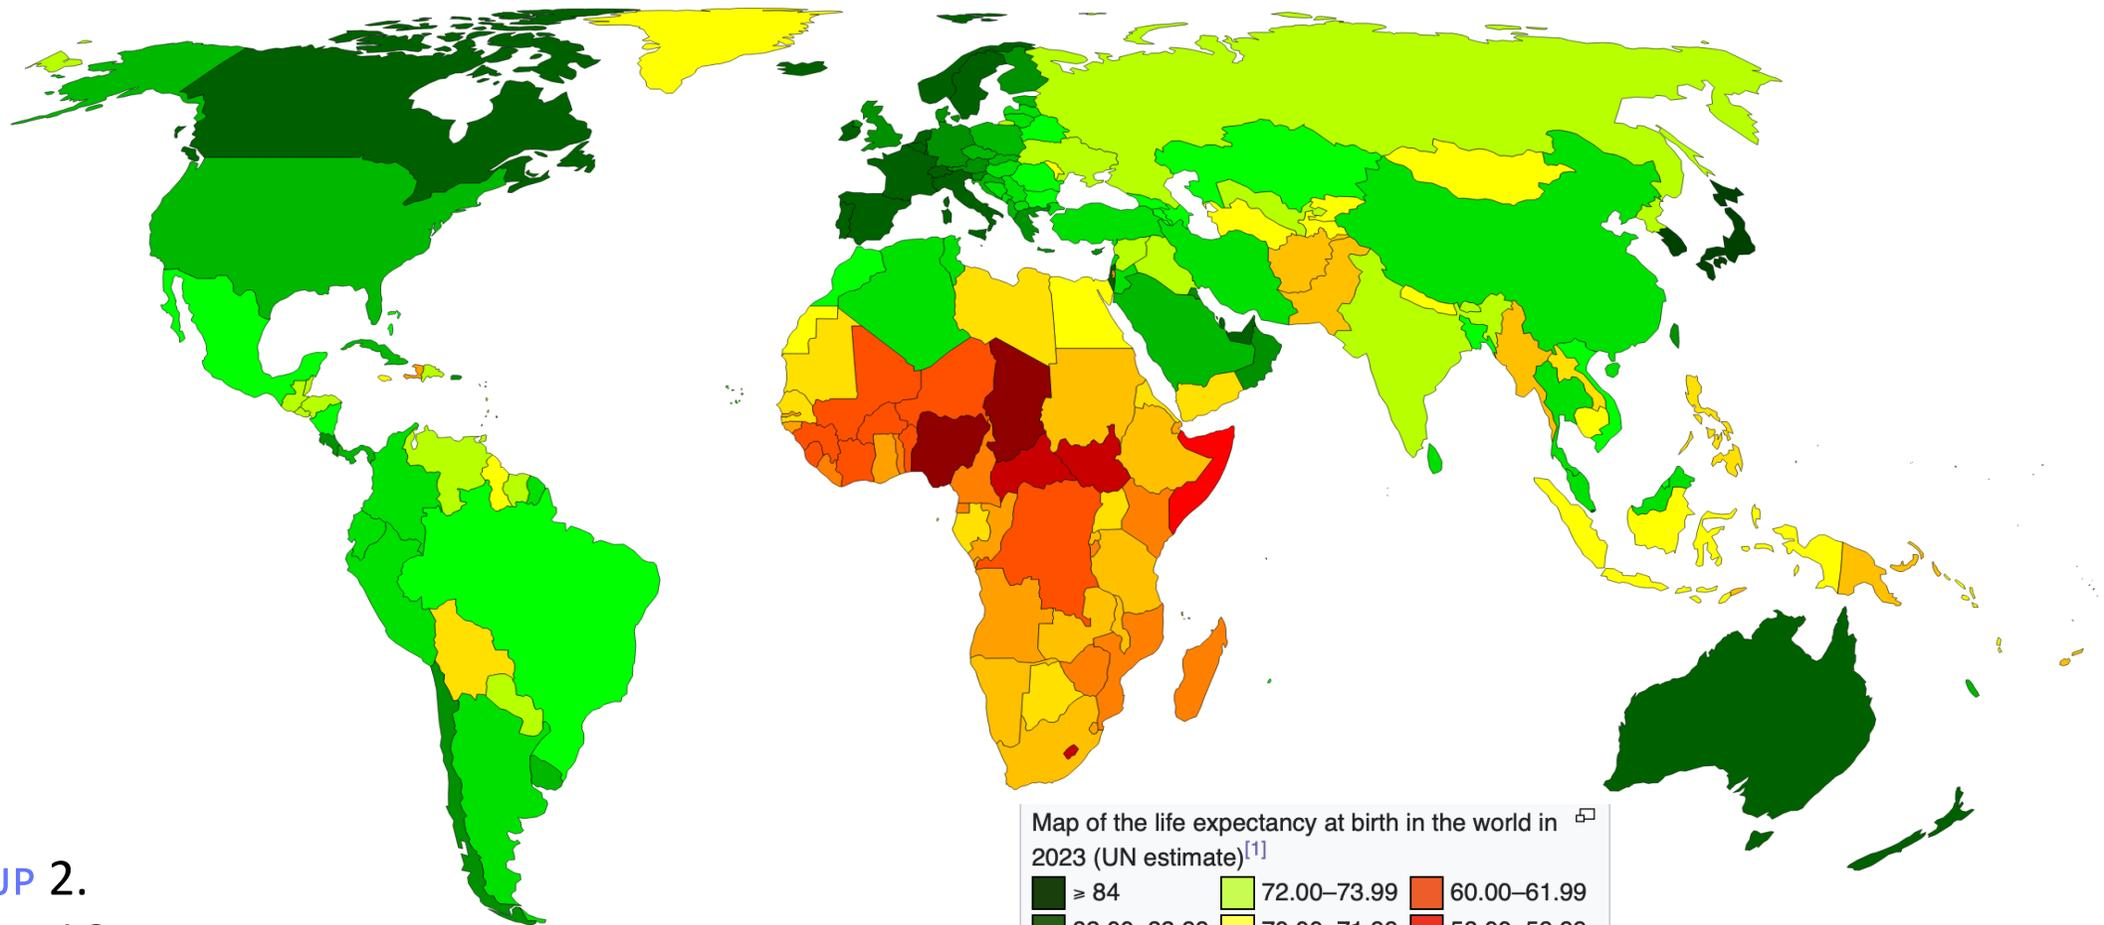 Map of the life expectancy at birth in the world in
2023 (UN estimate)[1]
≥ 84 72.00–73.99 60.00–61.99
UP 2.